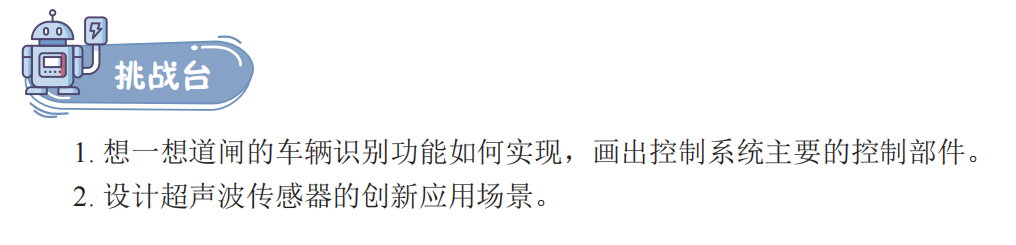 挑战台
1. 想一想道闸的车辆识别功能如何实现，画出控制系统主要的控制部件。
2. 设计超声波传感器的创新应用场景。